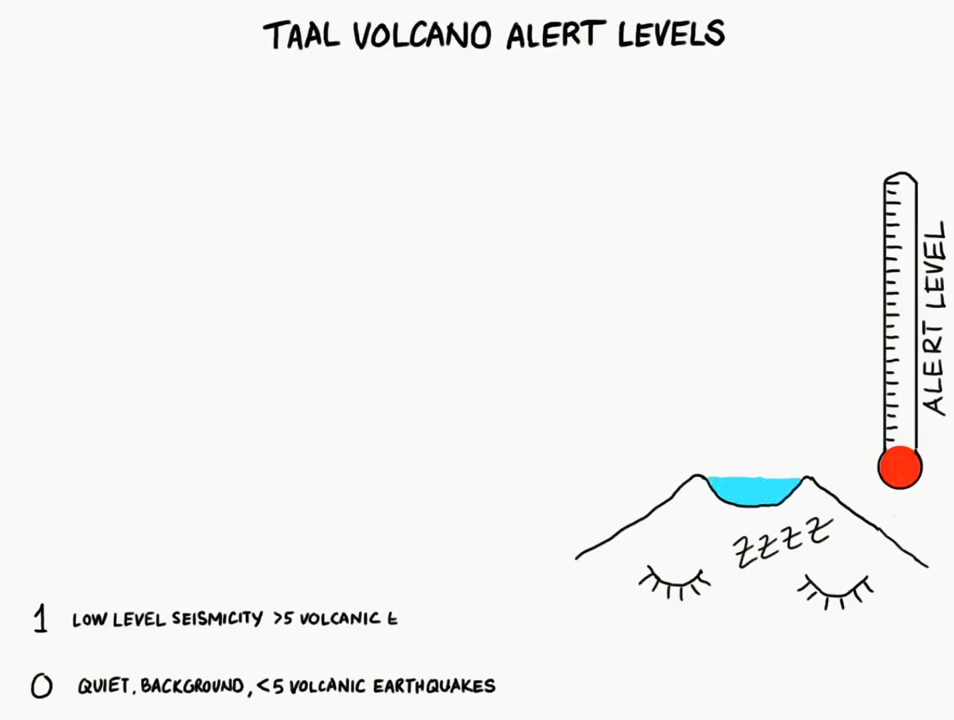 TAAL VOLCANO ALERT LEVELS
ALERT LEVEL
ZZZZ
1 LOW LEVEL SEISMICITY >5 VOLCANIC E
0 QUIET, BACKGROUND, <5 VOLCANIC EARTHQUAKES